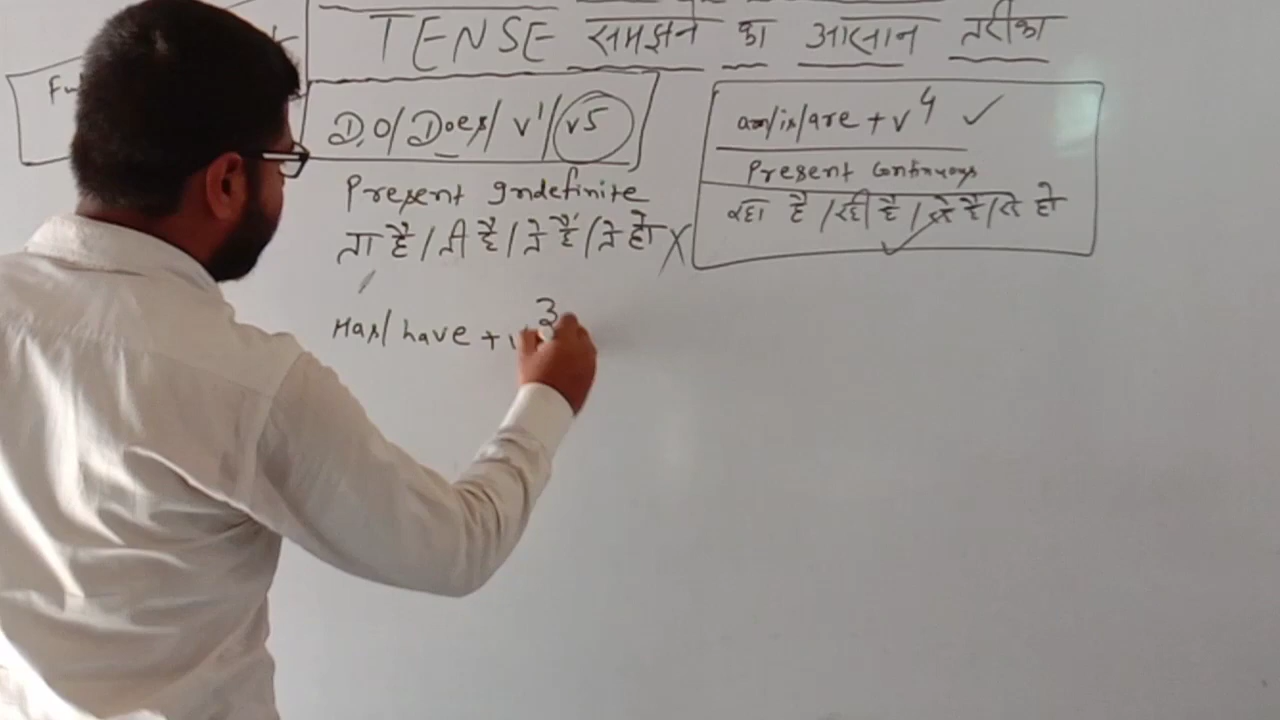 TENSE समझने का आसान तरीका
Do/Does/v1/v5
Present Indefinite
ता है/ती है/ते हैं/ते हो
am/is/are + v4 ✓
Present Continuous
रहा है/रही है/रहे है/रहे हो
Has/have + v3